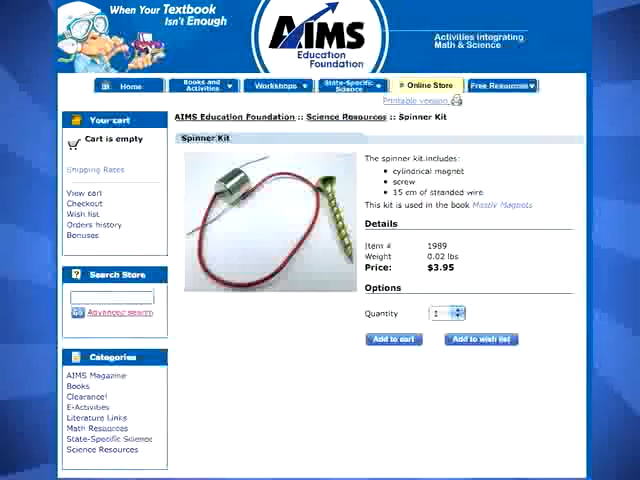 When Your Textbook
Isn't Enough
AIMS
Education
Foundation
Activities integrating
Math & Science
Home
Books and
Activities
Workshops
State-Specific
Science
Online Store
Free Resources
Printable version
Your cart
Cart is empty
Shipping Rates
View cart
Checkout
Wish list
Orders history
Bonuses
Search Store
Go
Advanced search
Categories
AIMS Magazine
Books
Clearance!
E-Activities
Literature Links
Math Resources
State-Specific Science
Science Resources
AIMS Education Foundation :: Science Resources :: Spinner Kit
Spinner Kit
The spinner kit includes:
• cylindrical magnet
• screw
• 15 cm of stranded wire.
This kit is used in the book Mostly Magnets
Details
Item # 1989
Weight 0.02 lbs
Price: $3.95
Options
Quantity 1
Add to cart
Add to wish list